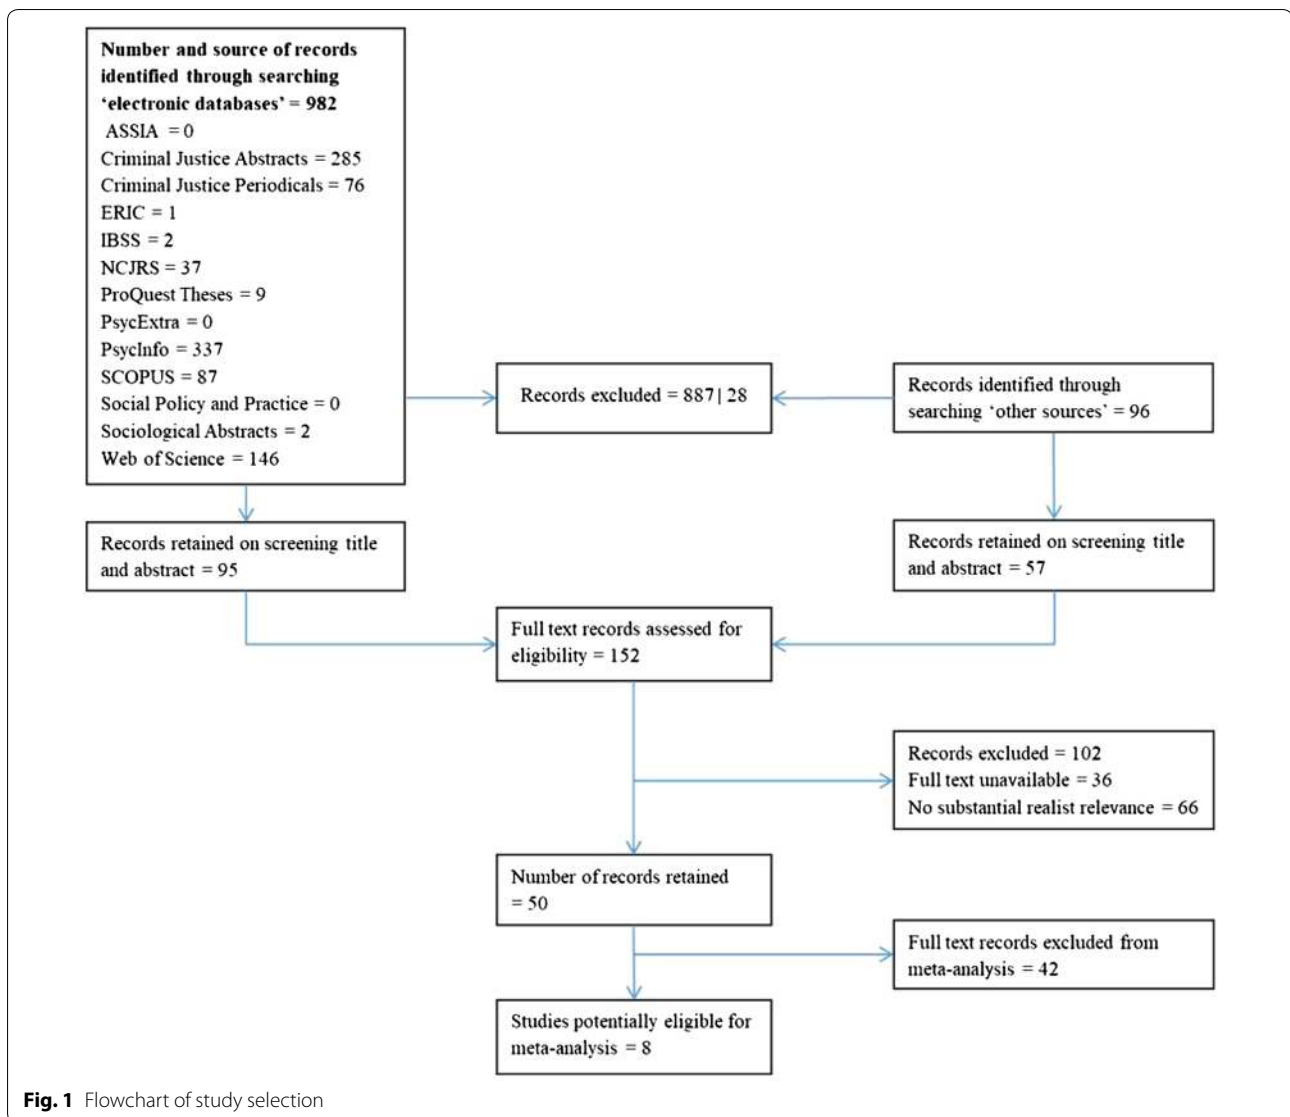 Number and source of records
identified through searching
‘electronic databases’ = 982
ASSIA = 0
Criminal Justice Abstracts = 285
Criminal Justice Periodicals = 76
ERIC = 1
IBSS = 2
NCJRS = 37
ProQuest Theses = 9
PsycExtra = 0
PsycInfo = 337
SCOPUS = 87
Social Policy and Practice = 0
Sociological Abstracts = 2
Web of Science = 146
Records excluded = 887 | 28
Records identified through
searching ‘other sources’ = 96
Records retained on screening title
and abstract = 95
Records retained on screening title
and abstract = 57
Full text records assessed for
eligibility = 152
Records excluded = 102
Full text unavailable = 36
No substantial realist relevance = 66
Number of records retained
= 50
Full text records excluded from
meta-analysis = 42
Studies potentially eligible for
meta-analysis = 8
Fig. 1 Flowchart of study selection